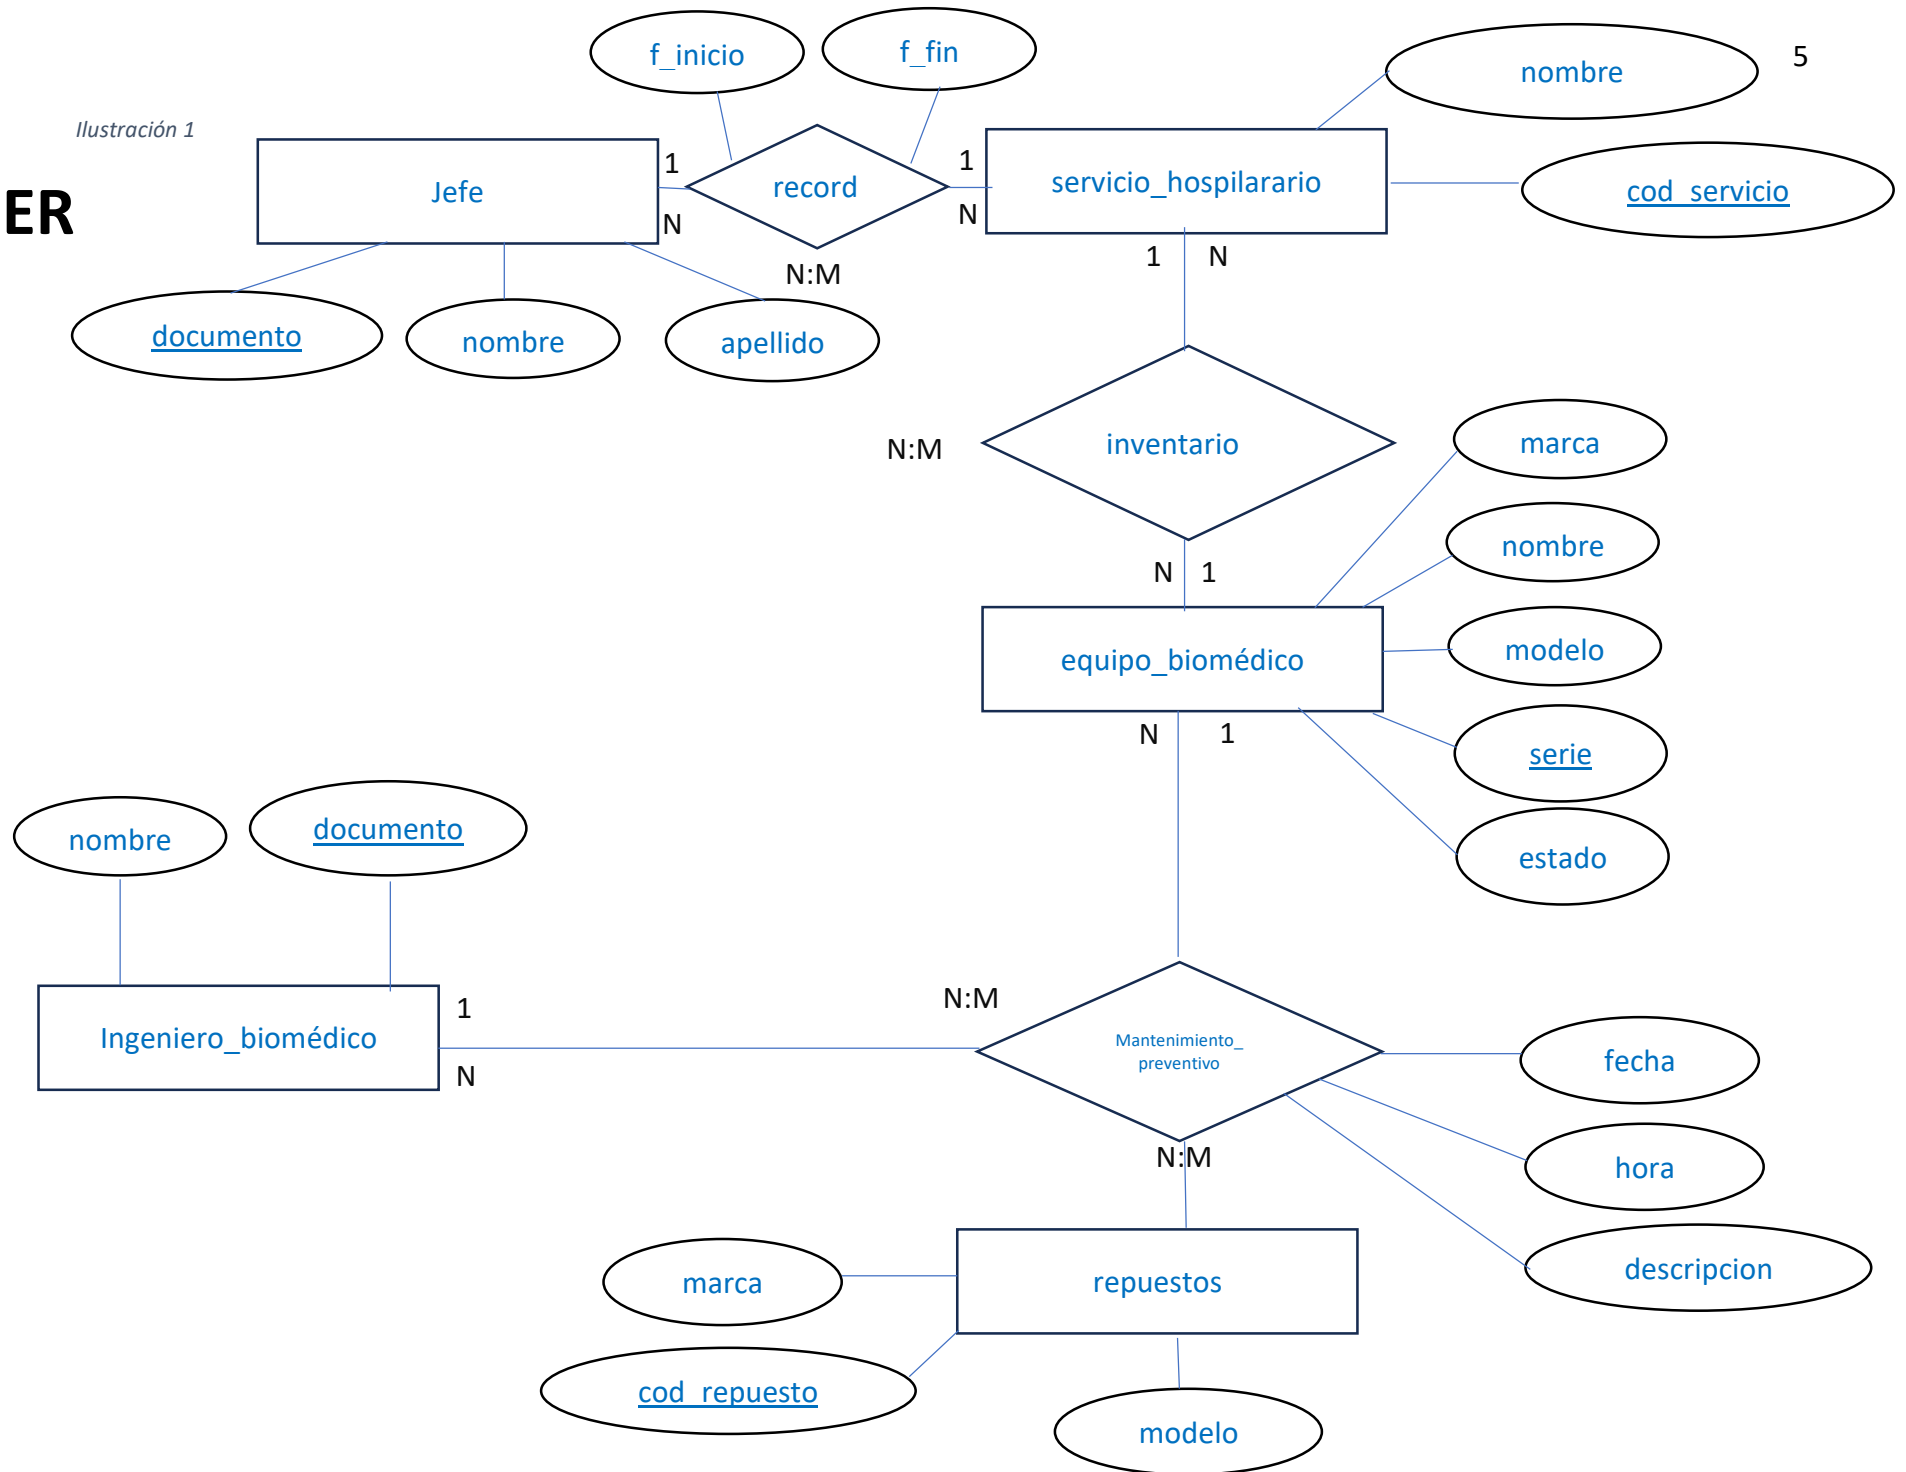 f_inicio
f_fin
nombre
5
Ilustración 1
ER
Jefe
1
N
record
N:M
1
N
servicio_hospilarario
cod_servicio
documento
nombre
apellido
1
N
N:M
inventario
marca
nombre
N
1
equipo_biomédico
modelo
N
1
serie
estado
nombre
documento
Ingeniero_biomédico
1
N
N:M
Mantenimiento_
preventivo
N:M
fecha
hora
descripcion
marca
repuestos
cod_repuesto
modelo